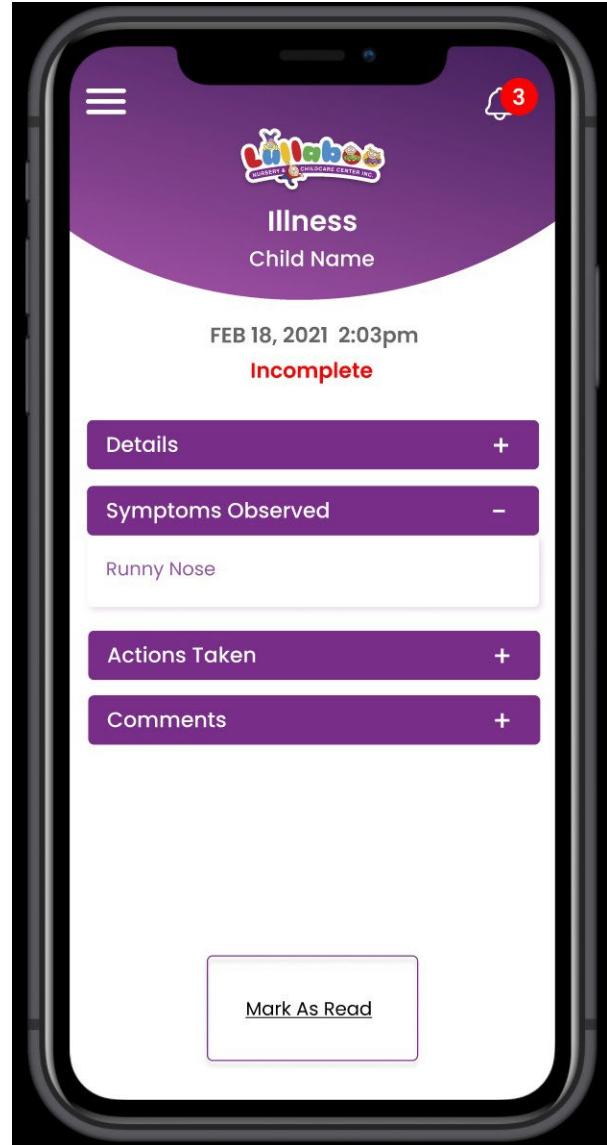 3
Lullaboo
NURSERY & CHILDCARE CENTER INC.
Illness
Child Name
FEB 18, 2021 2:03pm
Incomplete
Details +
Symptoms Observed -
Runny Nose
Actions Taken +
Comments +
Mark As Read